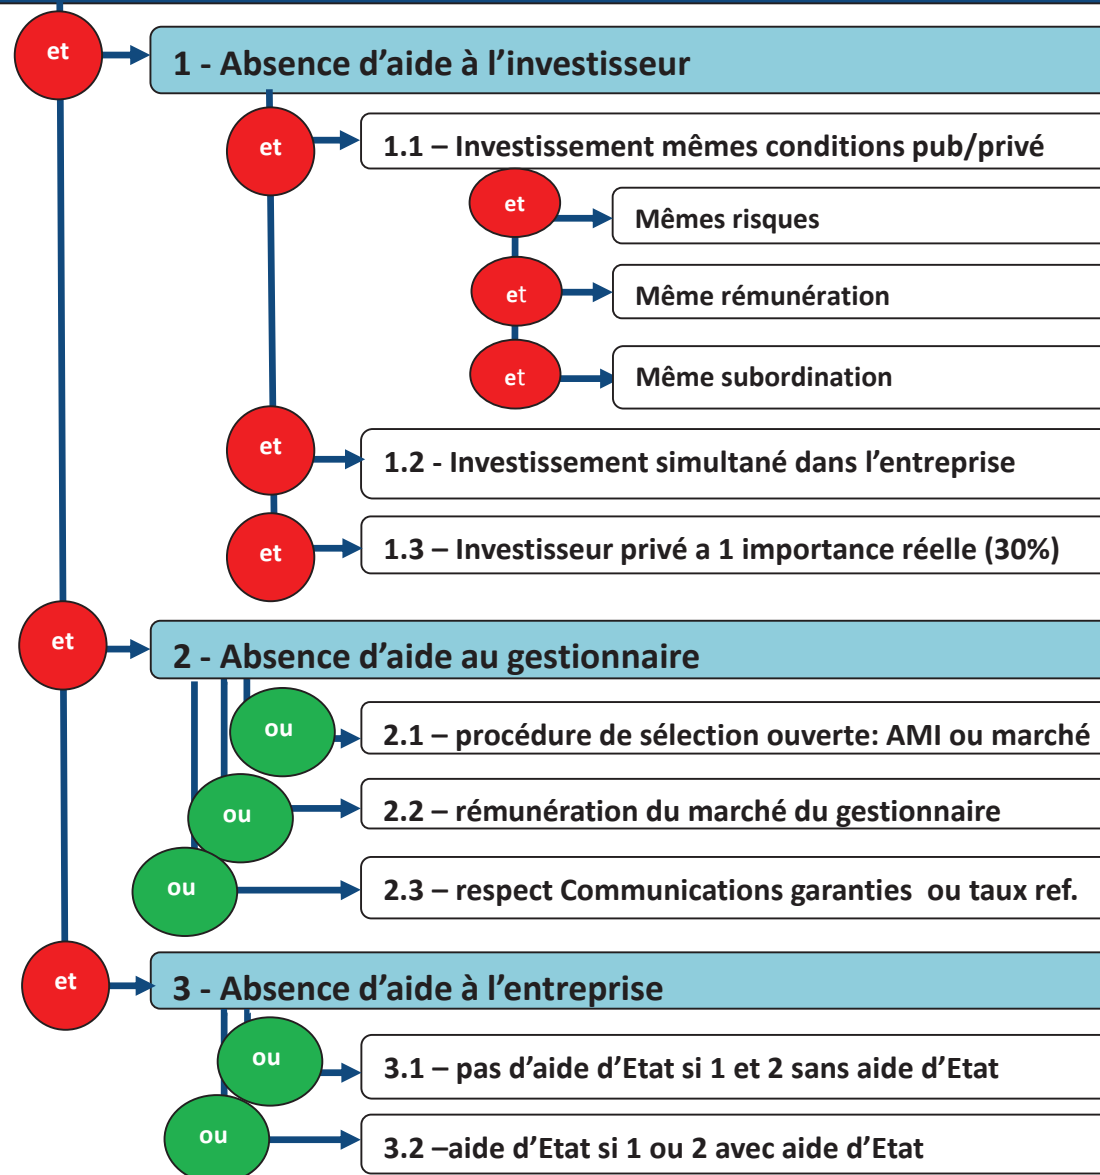 et
1 - Absence d’aide à l’investisseur
et
1.1 – Investissement mêmes conditions pub/privé
et
Mêmes risques
et
Même rémunération
et
Même subordination
et
1.2 - Investissement simultané dans l’entreprise
et
1.3 – Investisseur privé a 1 importance réelle (30%)
et
2 - Absence d’aide au gestionnaire
ou
2.1 – procédure de sélection ouverte: AMI ou marché
ou
2.2 – rémunération du marché du gestionnaire
ou
2.3 – respect Communications garanties ou taux ref.
et
3 - Absence d’aide à l’entreprise
ou
3.1 – pas d’aide d’Etat si 1 et 2 sans aide d’Etat
ou
3.2 –aide d’Etat si 1 ou 2 avec aide d’Etat